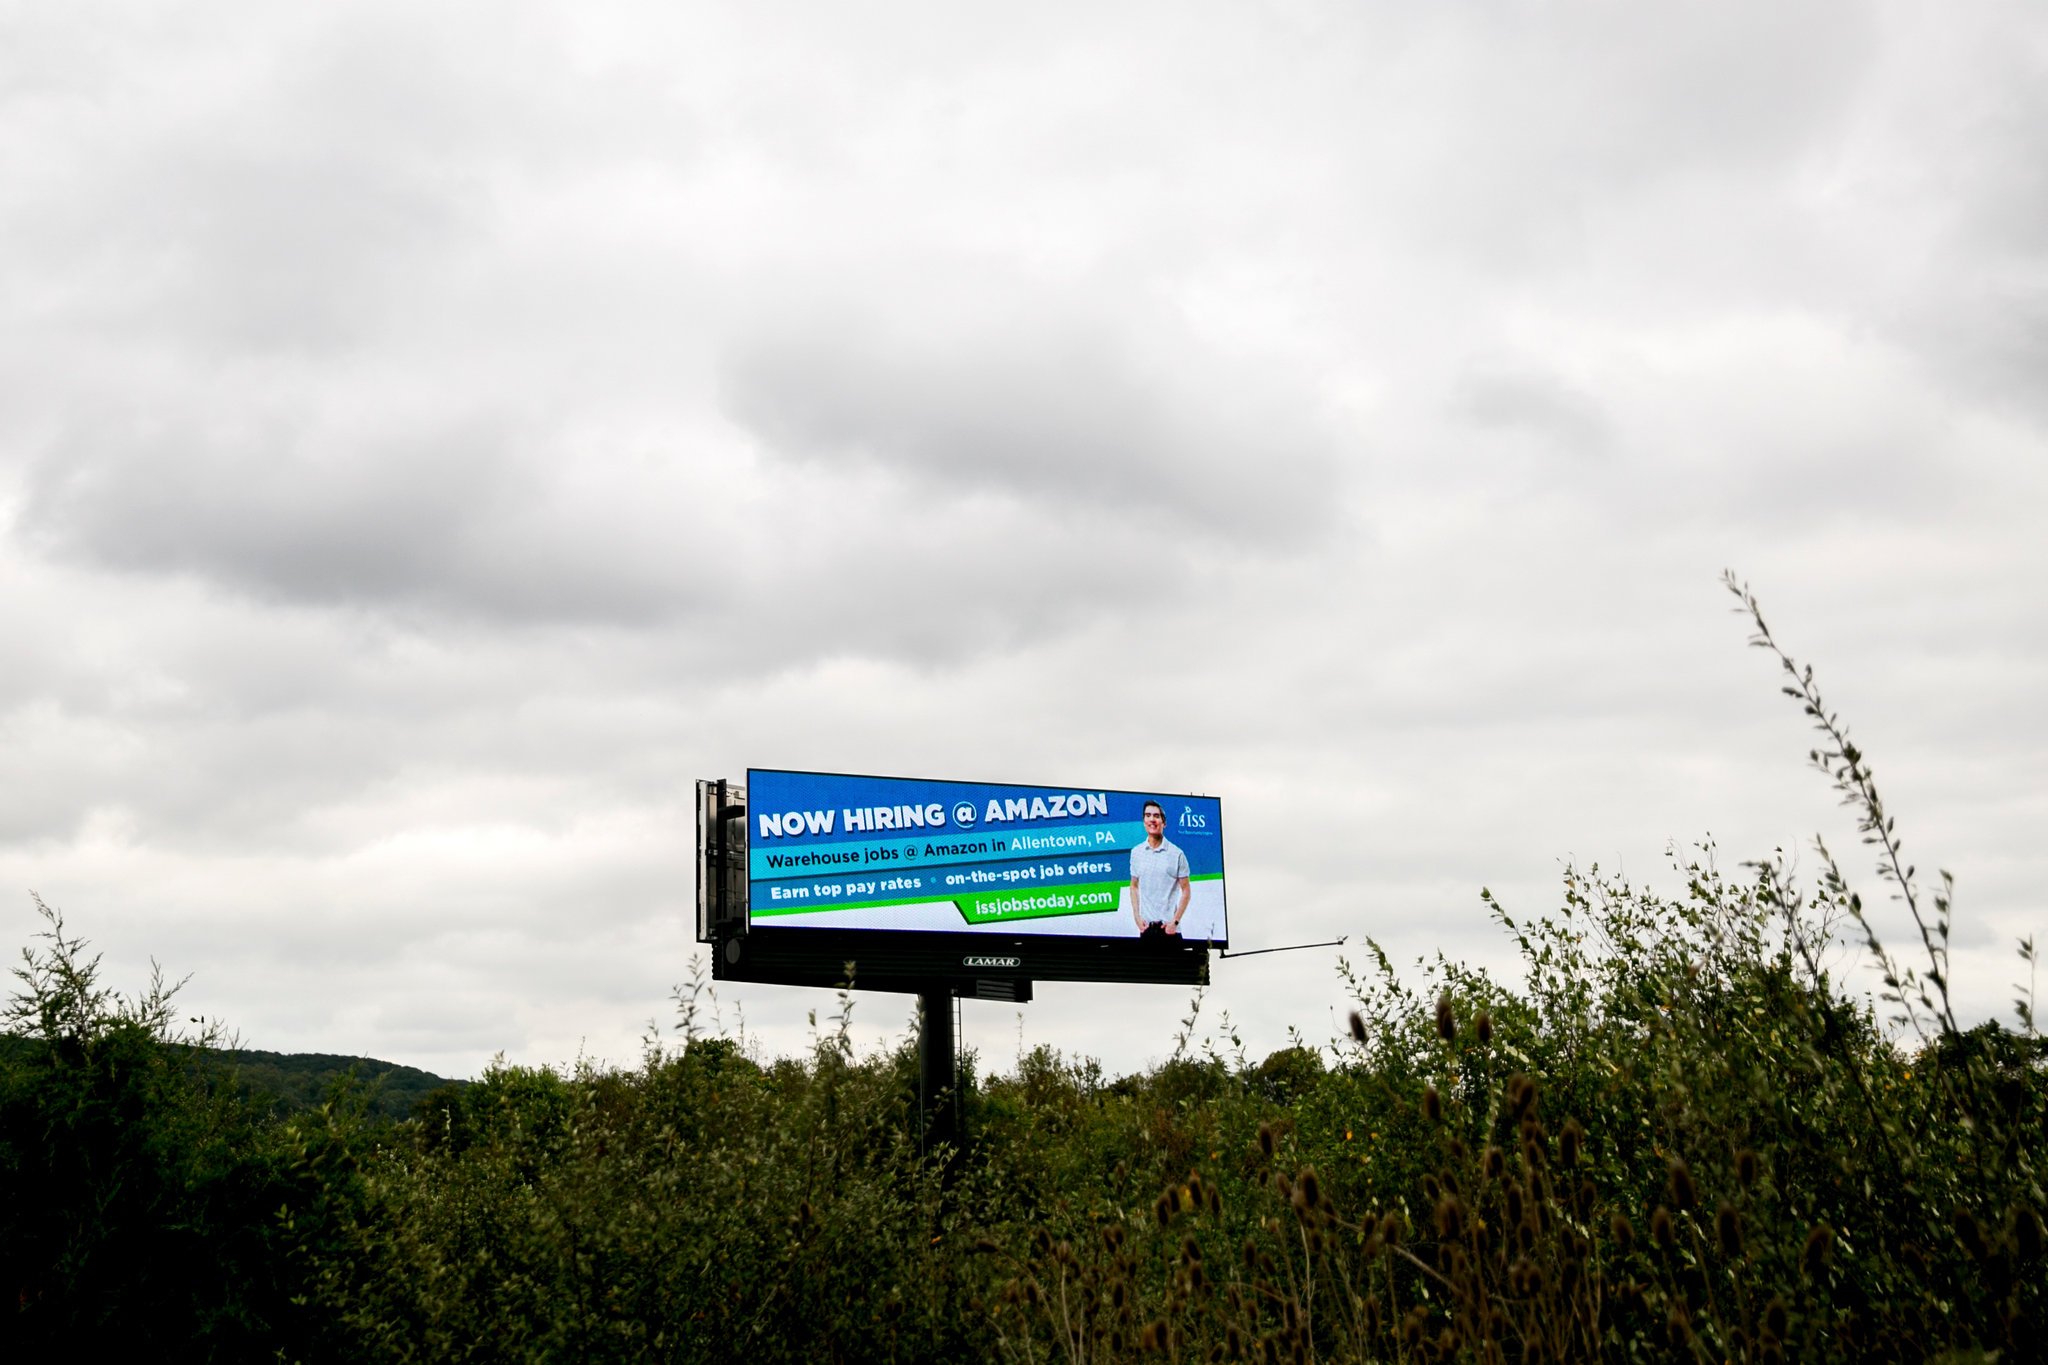 NOW HIRING @ AMAZON
Warehouse jobs @ Amazon in Allentown, PA
Earn top pay rates • on-the-spot job offers
issjobstoday.com
ISS
LAMAR